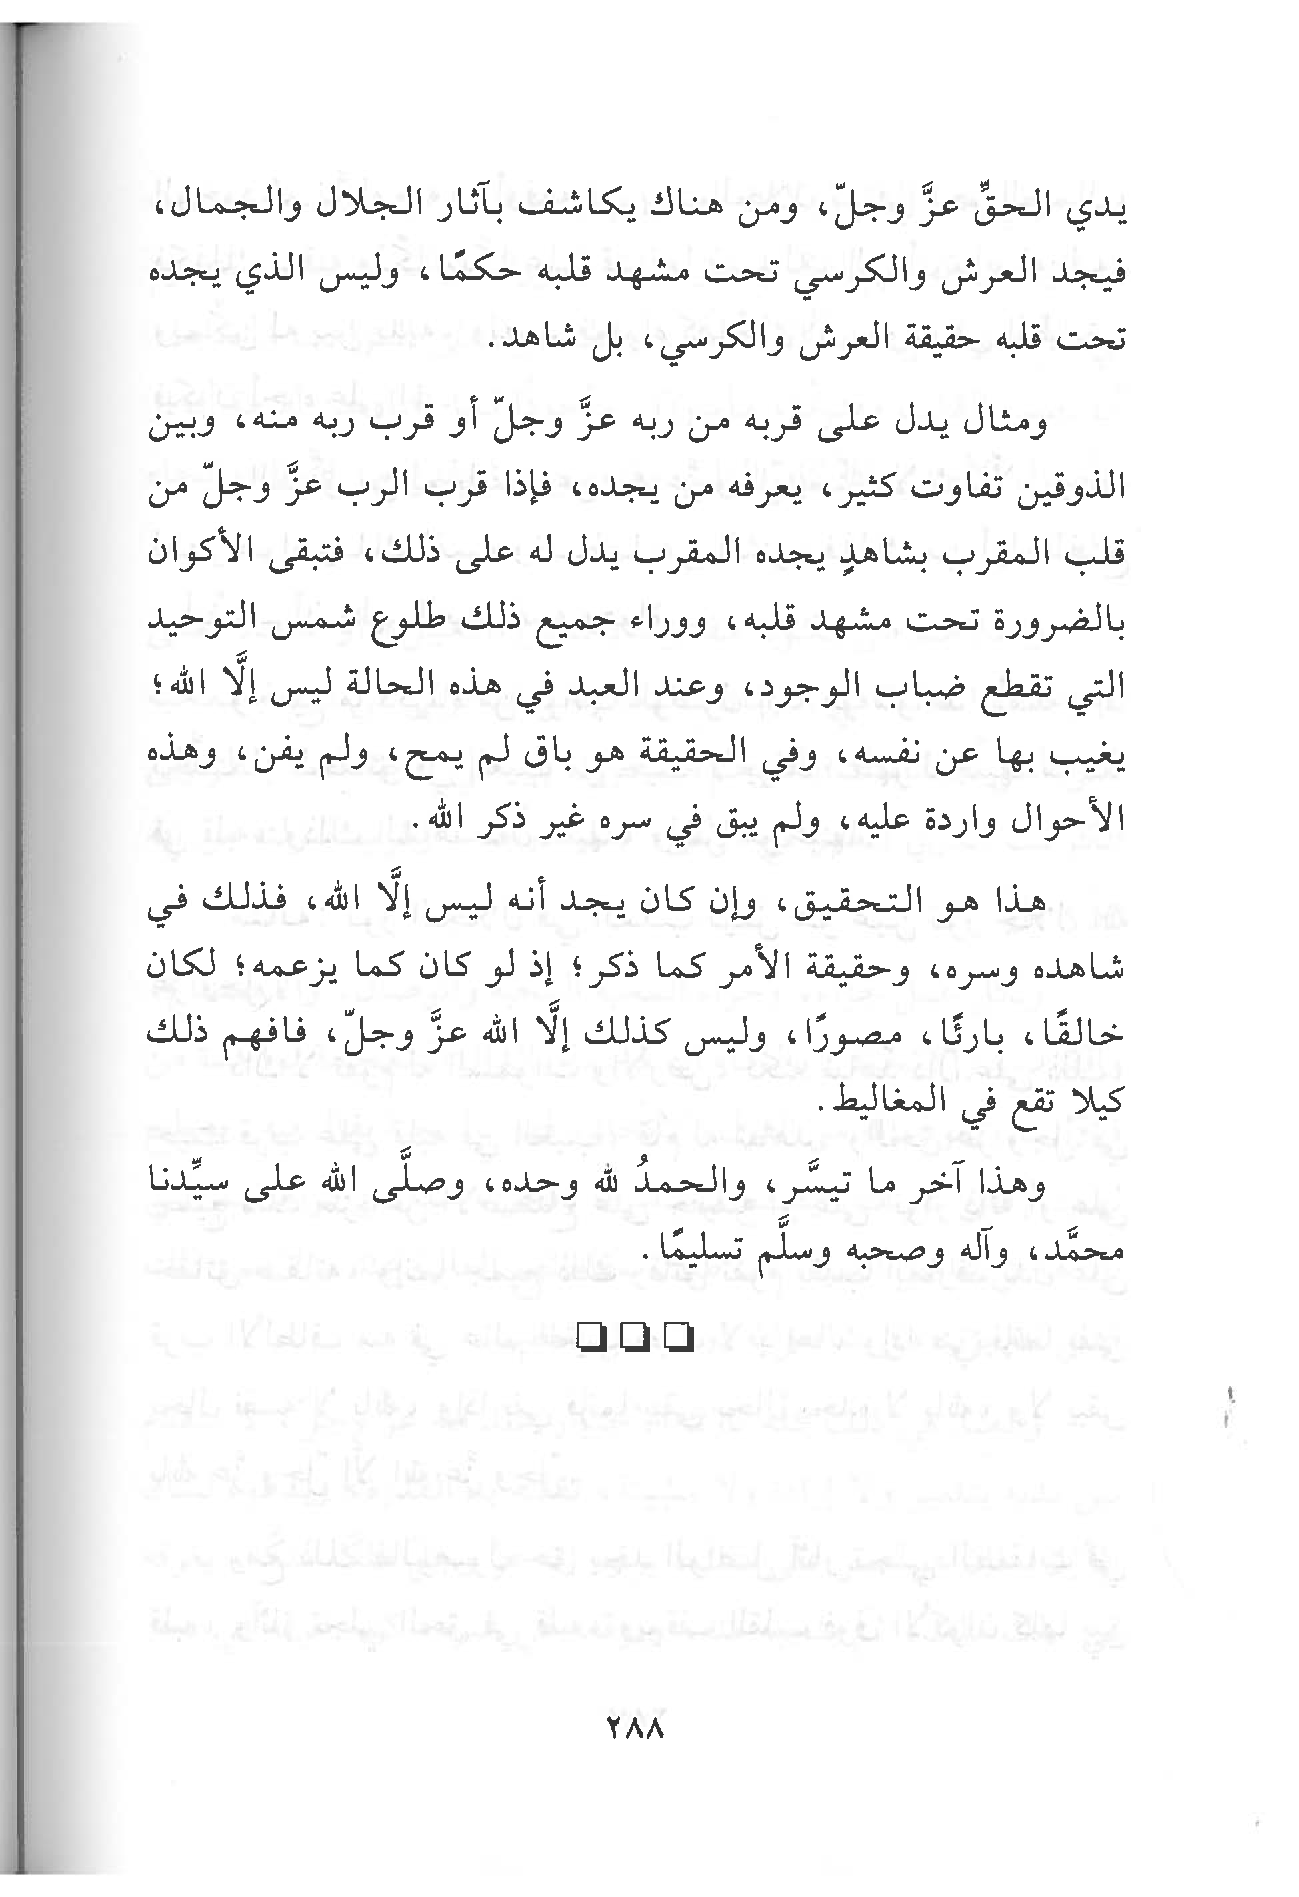 يدي الحقِّ عزَّ وجلّ، ومن هناك يكاشف بآثار الجلال والجمال،
فيجد العرش والكرسي تحت مشهد قلبه حكمًا، وليس الذي يجده
تحت قلبه حقيقة العرش والكرسي، بل شاهد.
ومثال يدل على قربه من ربه عزَّ وجلّ أو قرب ربه منه، وبين
الذوقين تفاوت كثير، يعرفه من يجده، فإذا قرب الرب عزَّ وجلّ من
قلب المقرب بشاهدٍ يجده المقرب يدل له على ذلك، فتبقى الأكوان
بالضرورة تحت مشهد قلبه، ووراء جميع ذلك طلوع شمس التوحيد
التي تقطع ضباب الوجود، وعند العبد في هذه الحالة ليس إلَّا الله؛
يغيب بها عن نفسه، وفي الحقيقة هو باق لم يمح، ولم يفن، وهذه
الأحوال واردة عليه، ولم يبق في سره غير ذكر الله.
هذا هو التحقيق، وإن كان يجد أنه ليس إلَّا الله، فذلك في
شاهده وسره، وحقيقة الأمر كما ذكر؛ إذ لو كان كما يزعمه؛ لكان
خالقًا، بارئًا، مصورًا، وليس كذلك إلَّا الله عزَّ وجلّ، فافهم ذلك
كيلا تقع في المغاليط.
وهذا آخر ما تيسَّر، والحمدُ لله وحده، وصلَّى الله على سيِّدنا
محمَّد، وآله وصحبه وسلَّم تسليمًا.
٢٨٨